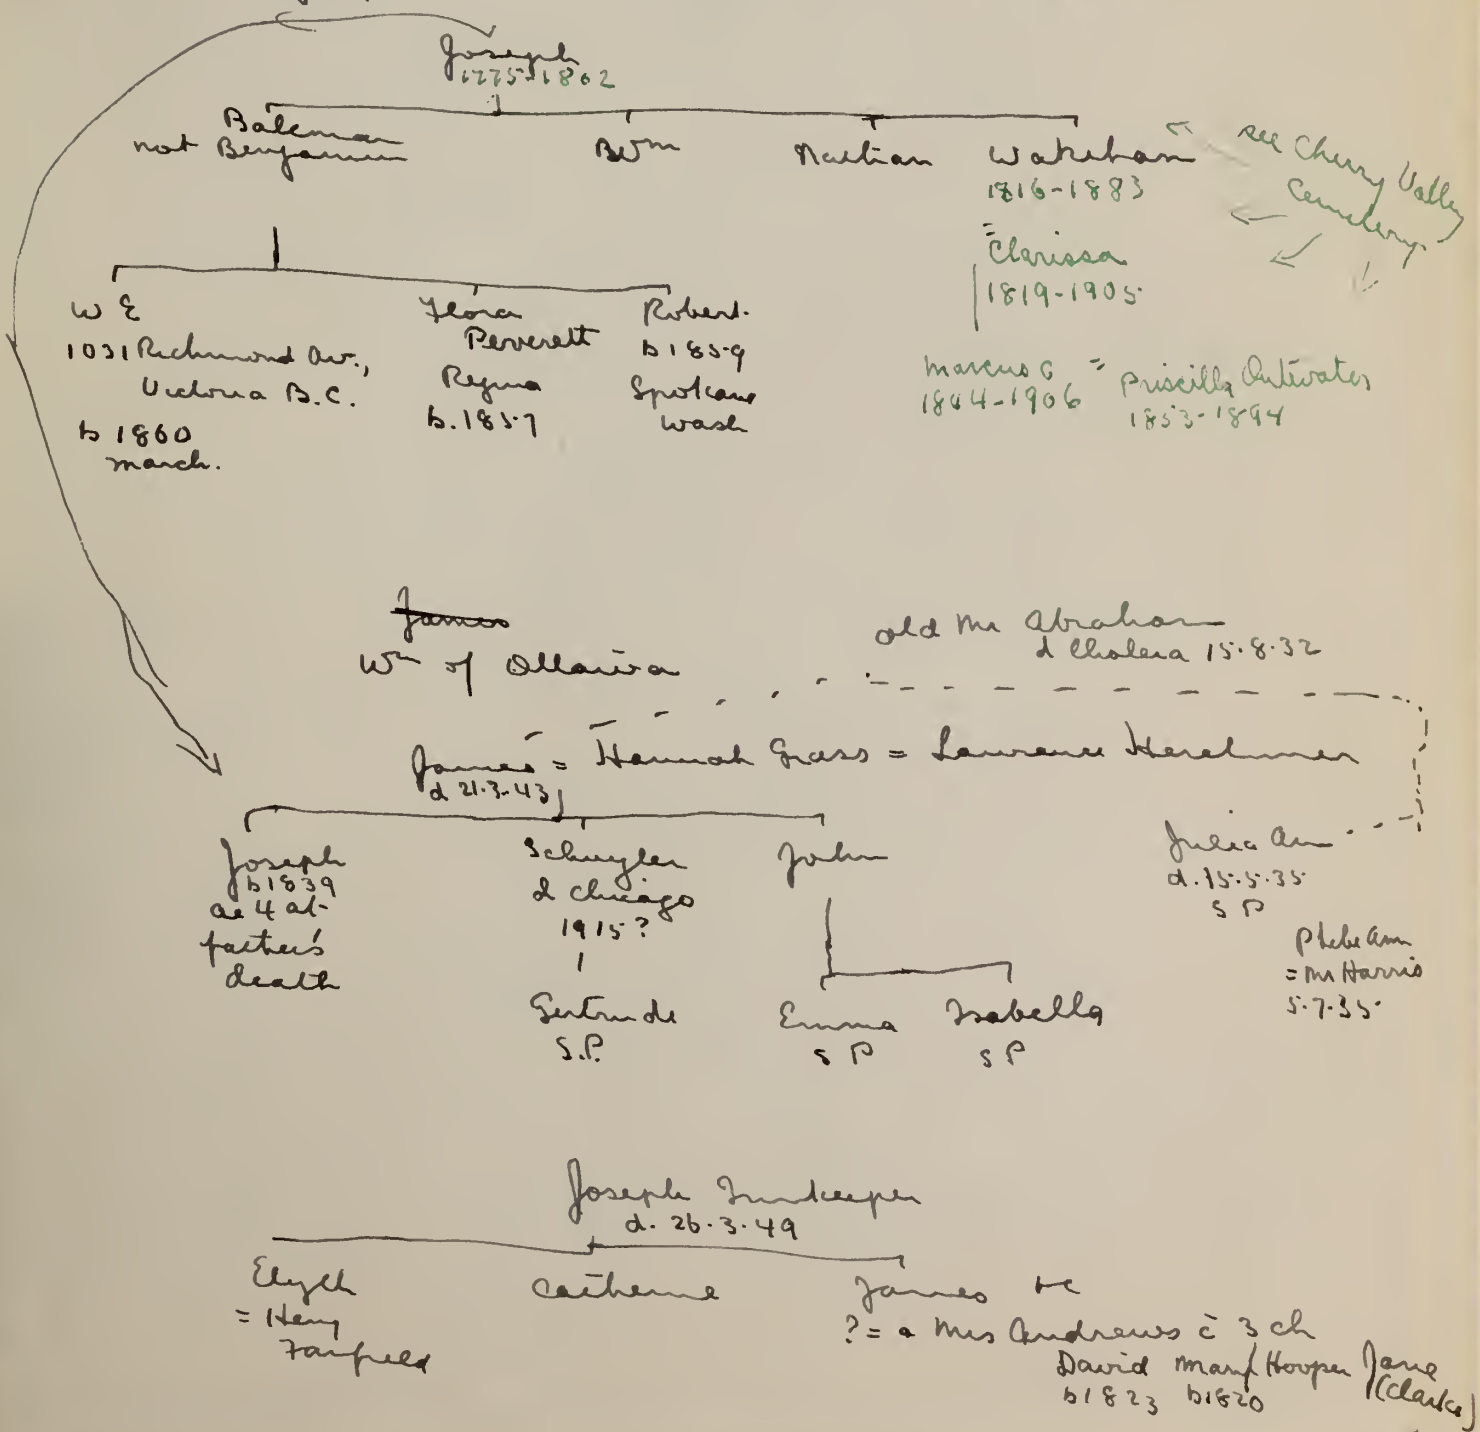 Joseph
1775-1862
Bateman
not Benjamin
Wm
Nathan
Wakeham
1816-1883
= Clarissa
1819-1905
see Cherry Valley
Cemetery
W E
1031 Richmond Av.,
Victoria B.C.
b 1860
march.
Flora
Peverett
Regina
b. 1857
Robert.
b 1859
Spokane
Wash
Marcus G = Priscilla
1844-1906
1853-1894
James
Wm of Ottawa
old Mr Abraham
d Cholera 15.8.32
James = Hannah Grass = Lawrence Herchmer
d 21.3.43
Joseph
b 1839
ae 4 at
father's
death
Schuyler
d Chicago
1915?
Gertrude
S.P.
John
Emma
S P
Isabella
S P
Julia Ann
d. 15.5.35
S P
Phebe Ann
= Mr Harris
5.7.35
Joseph Innkeeper
d. 26.3.49
Elizth
= Henry
Fairfield
Catherine
James
? = a Mrs Andrews c̄ 3 ch
David Mary/Hooper Jane
b 1823 b 1820 (Clarke)